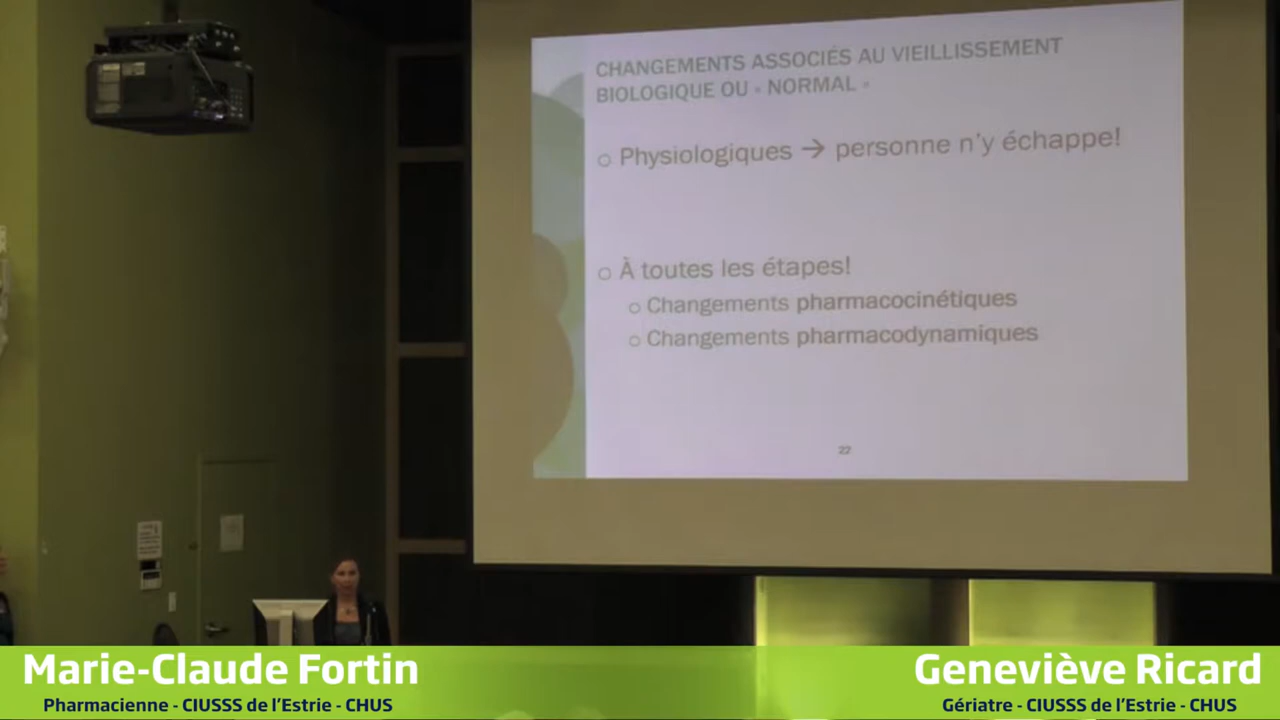 CHANGEMENTS ASSOCIÉS AU VIEILLISSEMENT
BIOLOGIQUE OU « NORMAL »
o Physiologiques → personne n'y échappe!
o À toutes les étapes!
o Changements pharmacocinétiques
o Changements pharmacodynamiques
22
Marie-Claude Fortin
Pharmacienne - CIUSSS de l'Estrie - CHUS
Geneviève Ricard
Gériatre - CIUSSS de l'Estrie - CHUS